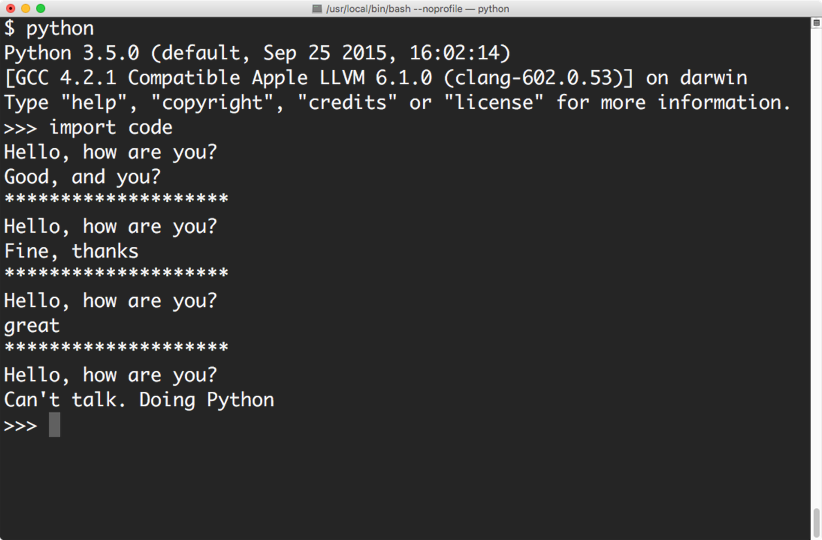 /usr/local/bin/bash --noprofile — python
$ python
Python 3.5.0 (default, Sep 25 2015, 16:02:14)
[GCC 4.2.1 Compatible Apple LLVM 6.1.0 (clang-602.0.53)] on darwin
Type "help", "copyright", "credits" or "license" for more information.
>>> import code
Hello, how are you?
Good, and you?
********************
Hello, how are you?
Fine, thanks
********************
Hello, how are you?
great
********************
Hello, how are you?
Can't talk. Doing Python
>>>